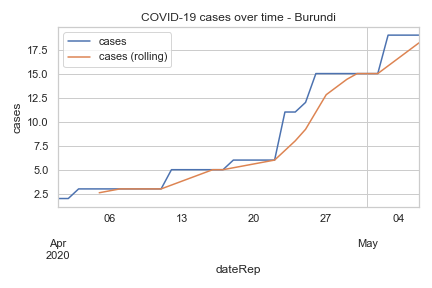 COVID-19 cases over time - Burundi
cases
cases (rolling)
cases
17.5
15.0
12.5
10.0
7.5
5.0
2.5
06 13 20 27 04
Apr May
2020
dateRep